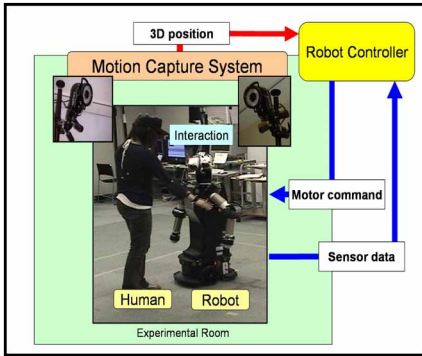 3D position
Robot Controller
Motion Capture System
Interaction
Motor command
Sensor data
Human
Robot
Experimental Room